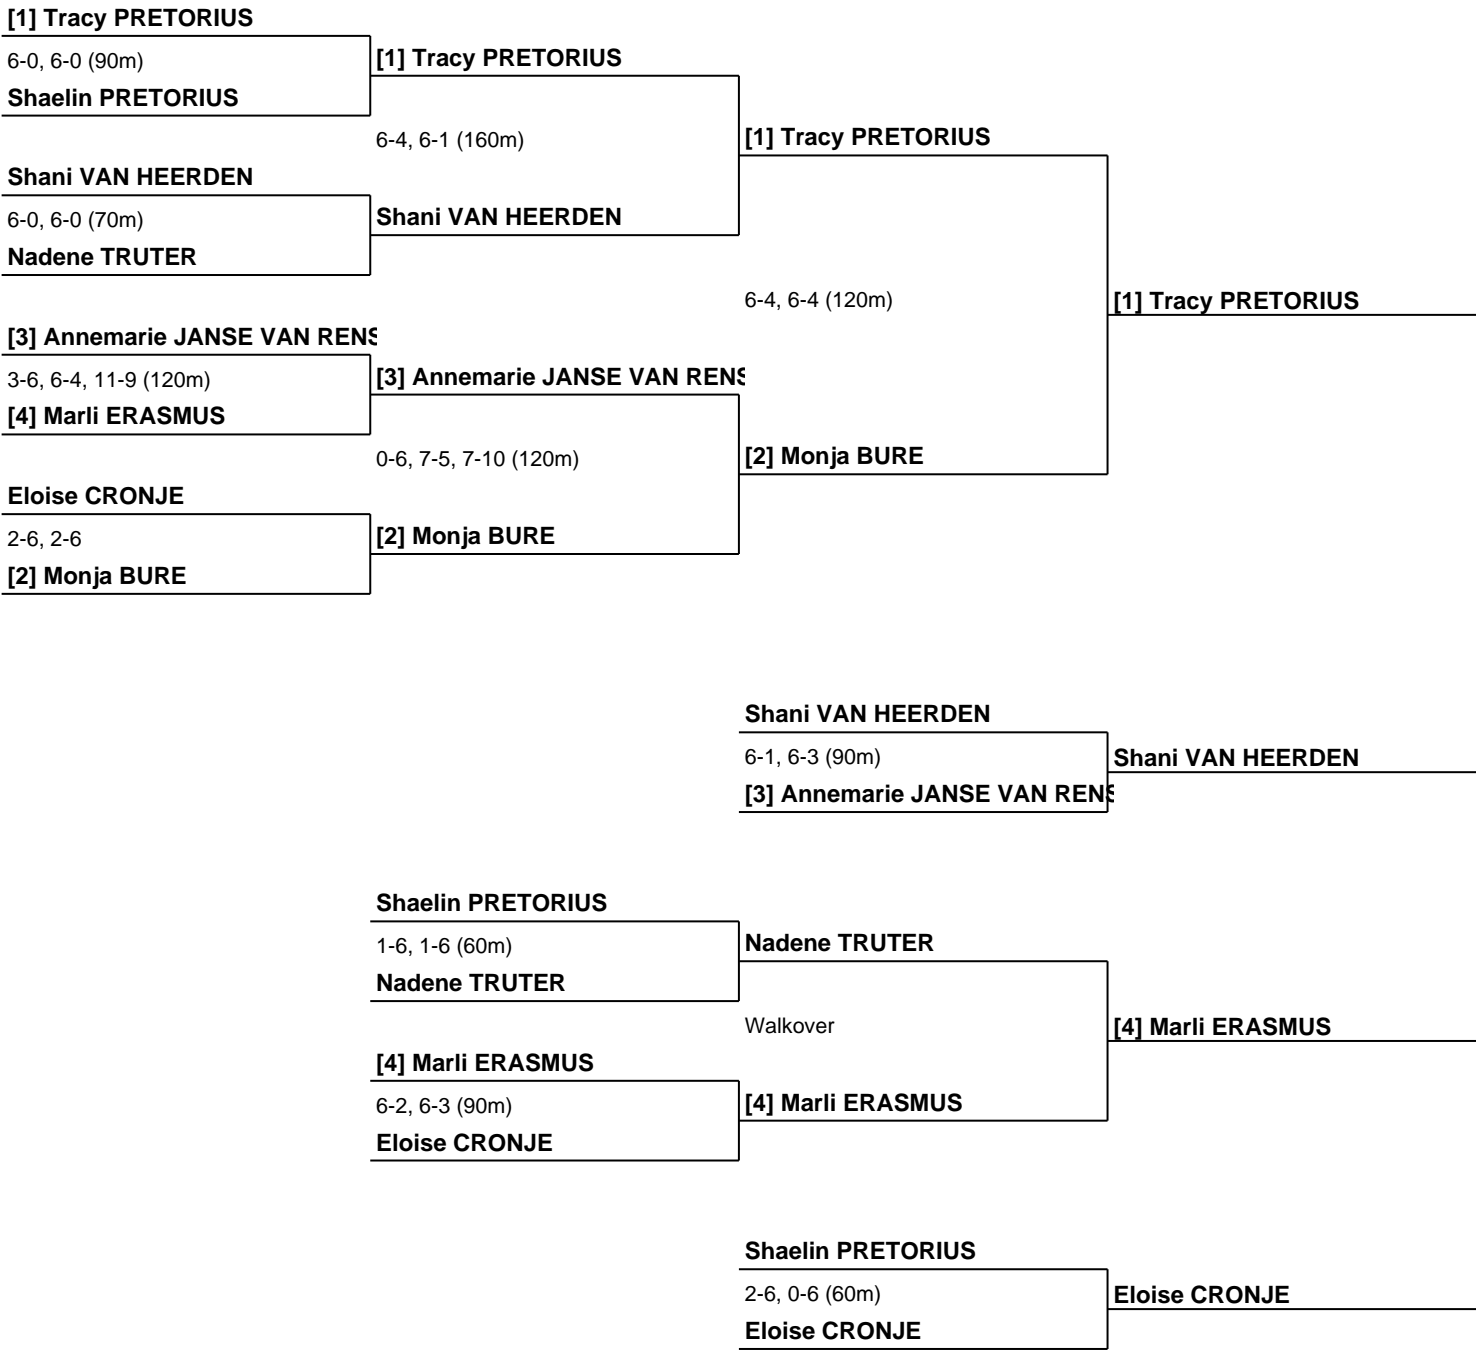 [1] Tracy PRETORIUS
6-0, 6-0 (90m)
Shaelin PRETORIUS
Shani VAN HEERDEN
6-0, 6-0 (70m)
Nadene TRUTER
[3] Annemarie JANSE VAN RENS
3-6, 6-4, 11-9 (120m)
[4] Marli ERASMUS
Eloise CRONJE
2-6, 2-6
[2] Monja BURE
[1] Tracy PRETORIUS
6-4, 6-1 (160m)
Shani VAN HEERDEN
[3] Annemarie JANSE VAN RENS
0-6, 7-5, 7-10 (120m)
[2] Monja BURE
[1] Tracy PRETORIUS
6-4, 6-4 (120m)
[2] Monja BURE
[1] Tracy PRETORIUS
Shani VAN HEERDEN
6-1, 6-3 (90m)
[3] Annemarie JANSE VAN RENS
Shani VAN HEERDEN
Shaelin PRETORIUS
1-6, 1-6 (60m)
Nadene TRUTER
[4] Marli ERASMUS
6-2, 6-3 (90m)
Eloise CRONJE
Nadene TRUTER
Walkover
[4] Marli ERASMUS
[4] Marli ERASMUS
Shaelin PRETORIUS
2-6, 0-6 (60m)
Eloise CRONJE
Eloise CRONJE